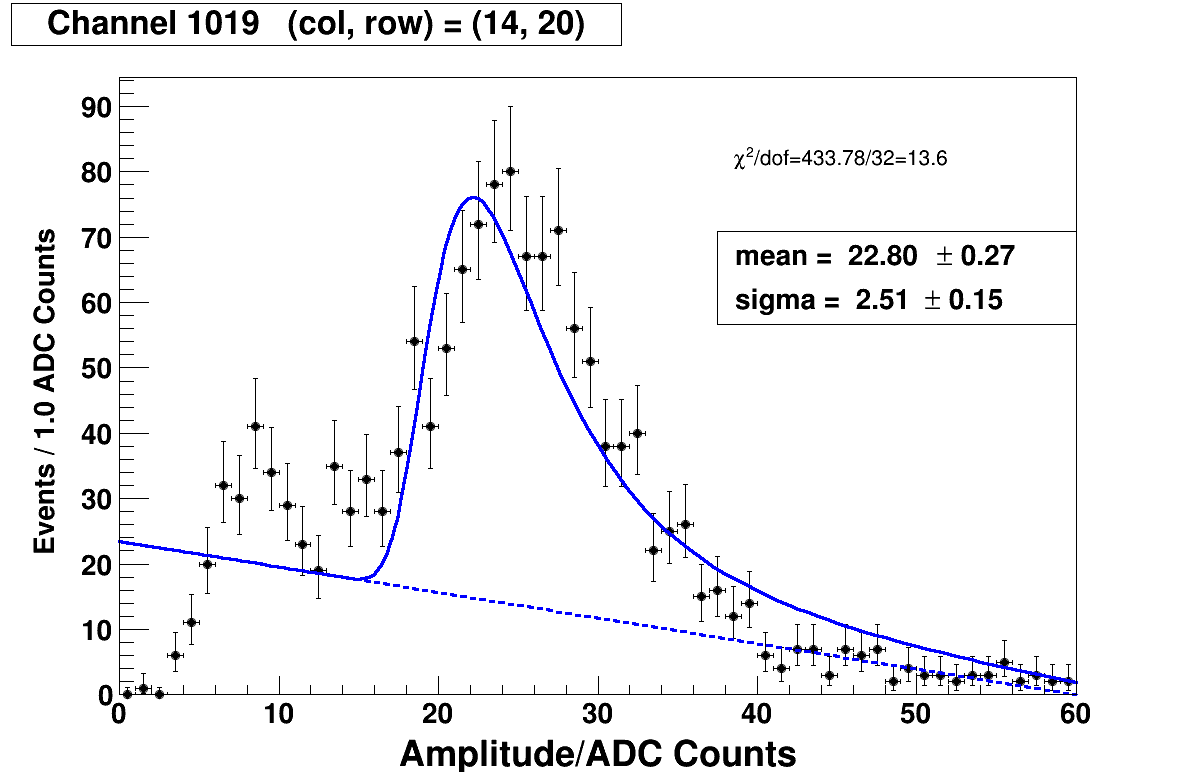 Channel 1019 (col, row) = (14, 20)
χ²/dof=433.78/32=13.6
mean = 22.80 ± 0.27
sigma = 2.51 ± 0.15
Events / 1.0 ADC Counts
90
80
70
60
50
40
30
20
10
0
0 10 20 30 40 50 60
Amplitude/ADC Counts